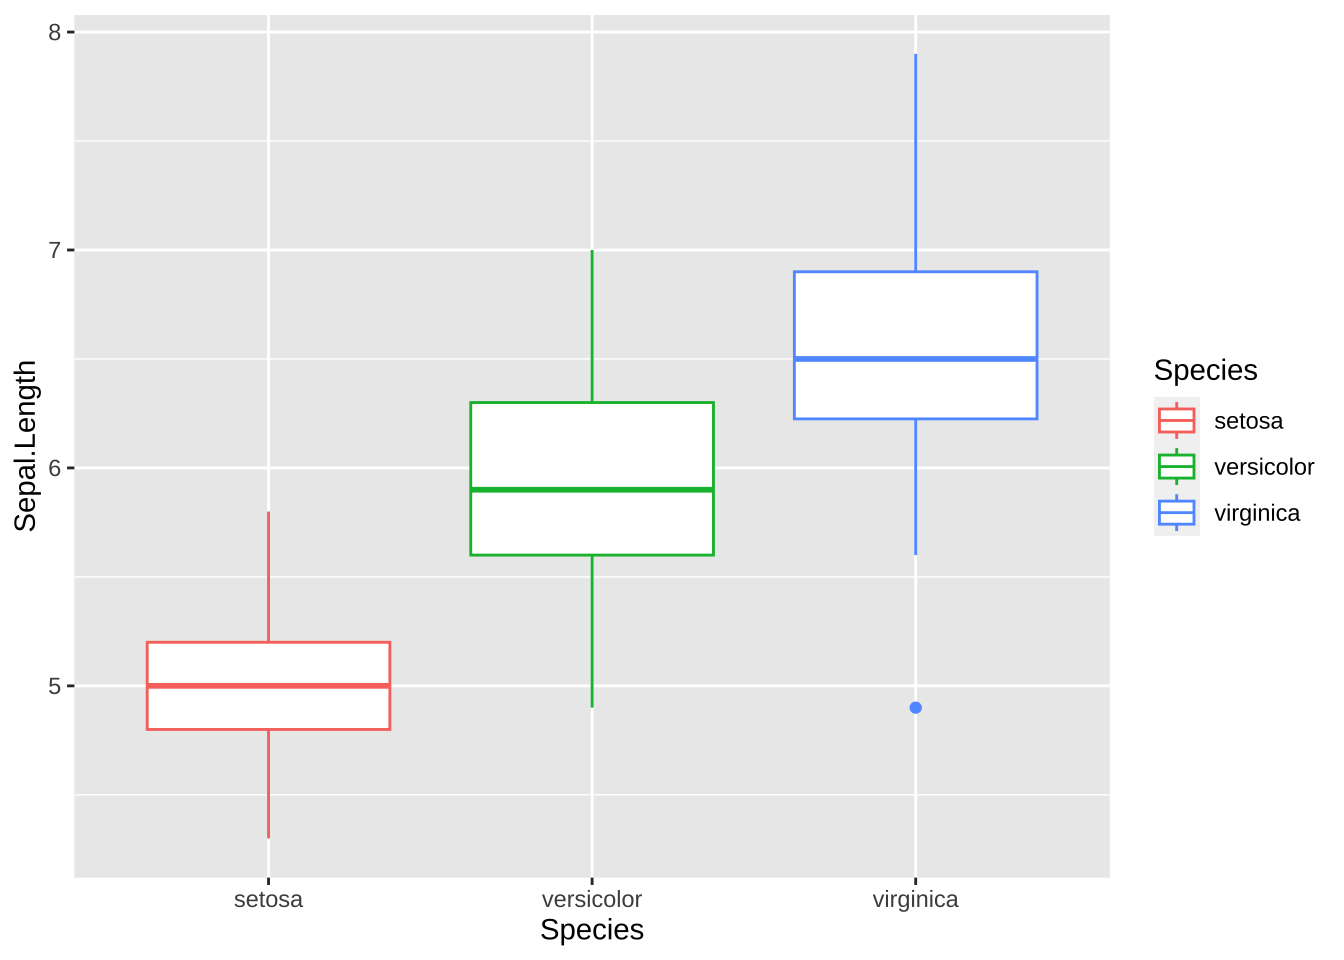 8
7
6
5
Sepal.Length
setosa
versicolor
virginica
Species
Species
setosa
versicolor
virginica